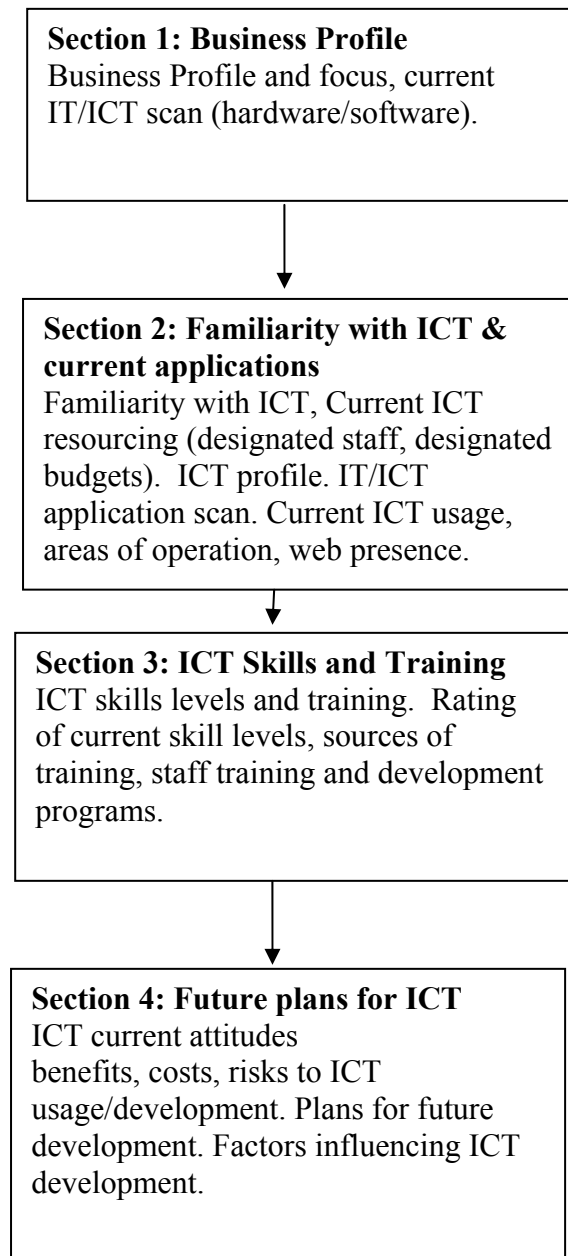 Section 1: Business Profile
Business Profile and focus, current
IT/ICT scan (hardware/software).
Section 2: Familiarity with ICT &
current applications
Familiarity with ICT, Current ICT
resourcing (designated staff, designated
budgets).  ICT profile. IT/ICT
application scan. Current ICT usage,
areas of operation, web presence.
Section 3: ICT Skills and Training
ICT skills levels and training.  Rating
of current skill levels, sources of
training, staff training and development
programs.
Section 4: Future plans for ICT
ICT current attitudes
benefits, costs, risks to ICT
usage/development. Plans for future
development. Factors influencing ICT
development.